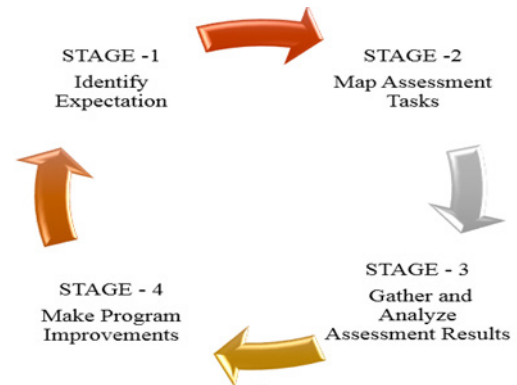 STAGE -1
Identify
Expectation
STAGE -2
Map Assessment
Tasks
STAGE - 3
Gather and
Analyze
Assessment Results
STAGE - 4
Make Program
Improvements